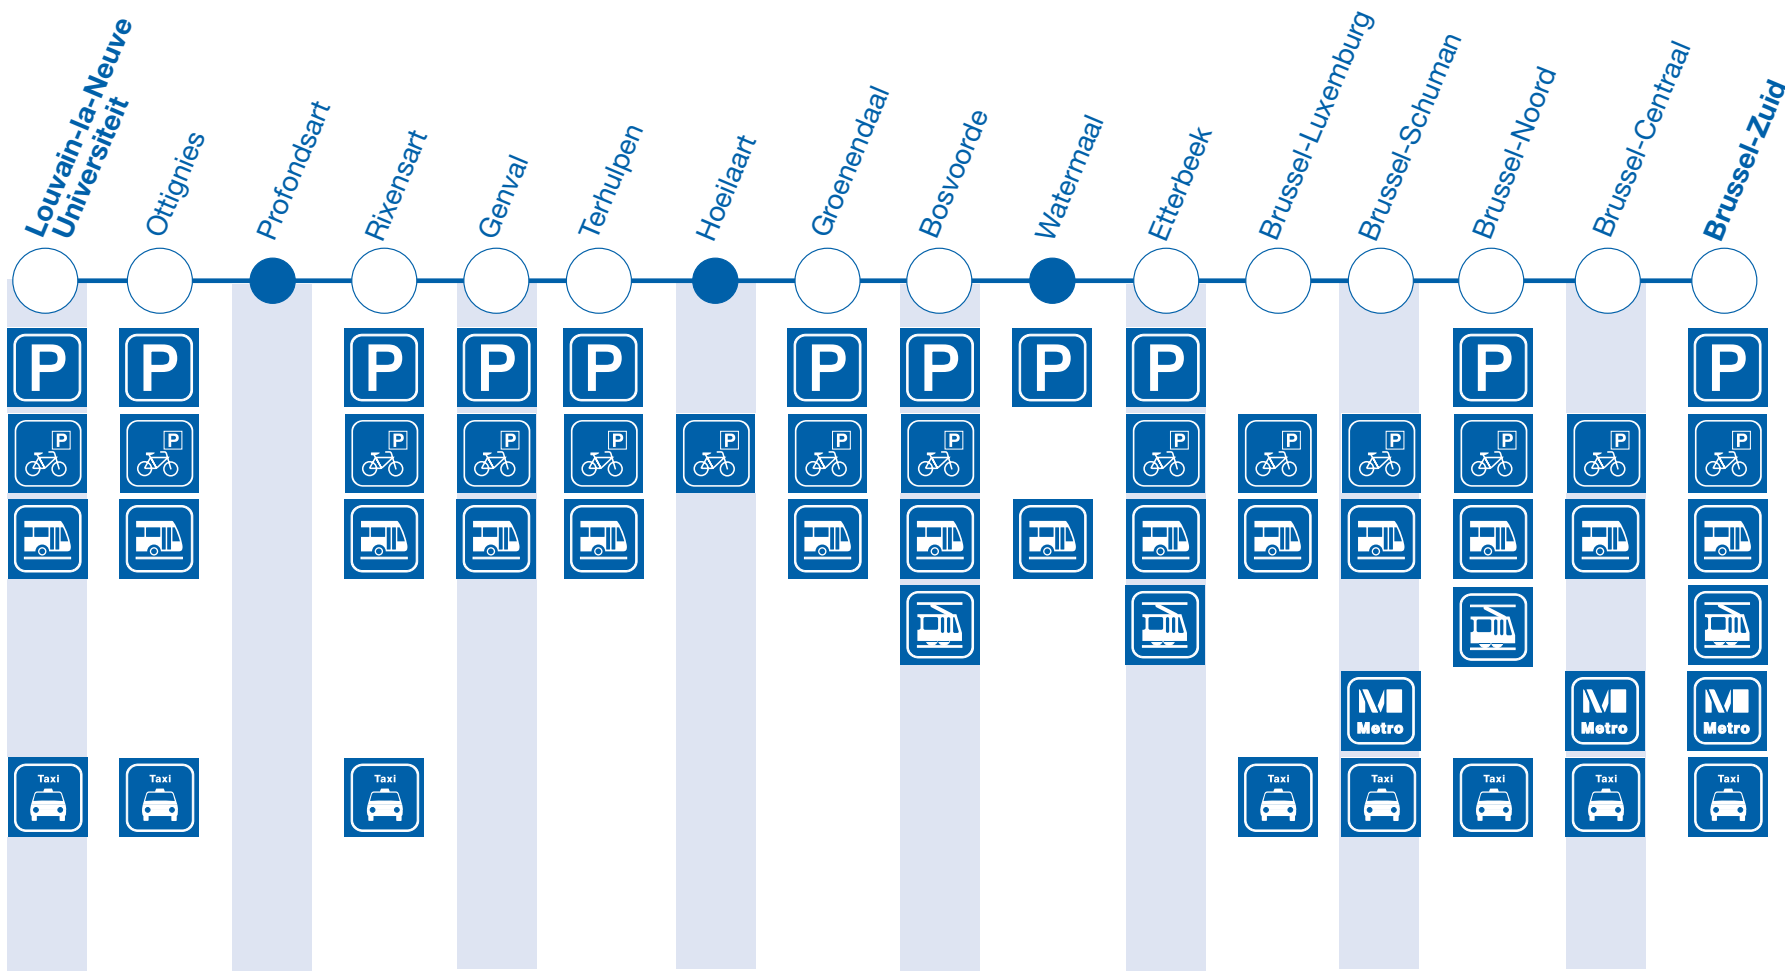 Louvain-la-Neuve
Universiteit
Ottignies
Profondsart
Rixensart
Genval
Terhulpen
Hoeilaart
Groenendaal
Bosvoorde
Watermaal
Etterbeek
Brussel-Luxemburg
Brussel-Schuman
Brussel-Noord
Brussel-Centraal
Brussel-Zuid
P P P P P P P P P P P
P P P P P P P P P P P P P P
M M M
Metro Metro Metro
Taxi Taxi Taxi Taxi Taxi Taxi Taxi Taxi